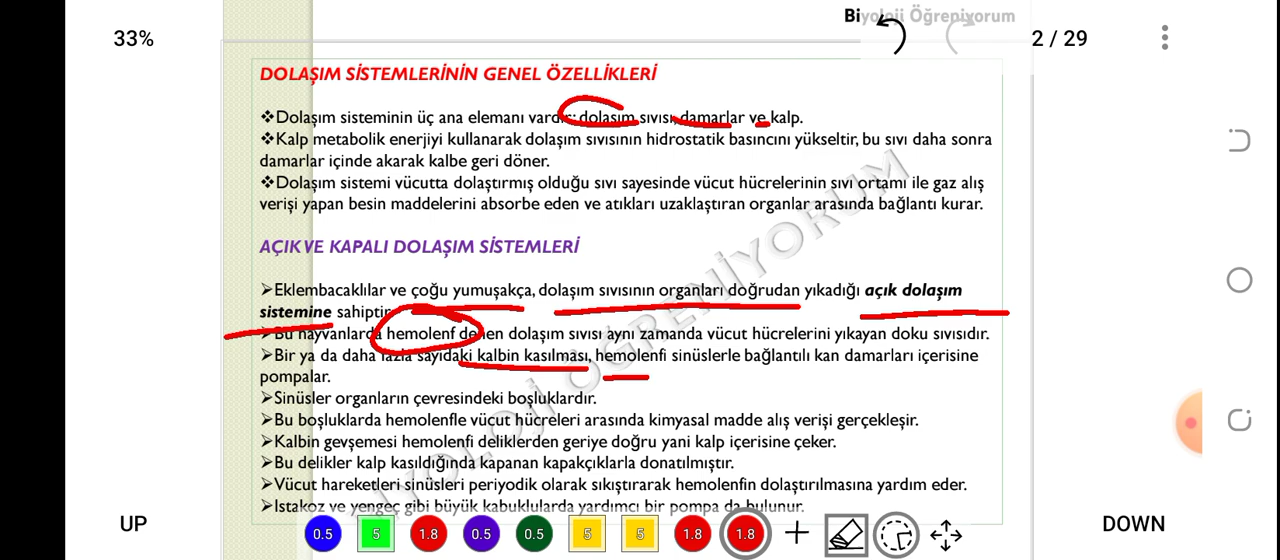 Biyoloji Öğreniyorum
33%
2 / 29
DOLAŞIM SİSTEMLERİNİN GENEL ÖZELLİKLERİ
❖Dolaşım sisteminin üç ana elemanı vardır: dolaşım sıvısı, damarlar ve kalp.
❖Kalp metabolik enerjiyi kullanarak dolaşım sıvısının hidrostatik basıncını yükseltir, bu sıvı daha sonra
damarlar içinde akarak kalbe geri döner.
❖Dolaşım sistemi vücutta dolaştırmış olduğu sıvı sayesinde vücut hücrelerinin sıvı ortamı ile gaz alış
verişi yapan besin maddelerini absorbe eden ve atıkları uzaklaştıran organlar arasında bağlantı kurar.
AÇIK VE KAPALI DOLAŞIM SİSTEMLERİ
➢Eklembacaklılar ve çoğu yumuşakça, dolaşım sıvısının organları doğrudan yıkadığı açık dolaşım
sistemine sahiptir.
➢Bu hayvanlarda hemolenf denen dolaşım sıvısı aynı zamanda vücut hücrelerini yıkayan doku sıvısıdır.
➢Bir ya da daha fazla sayıdaki kalbin kasılması, hemolenfi sinüslerle bağlantılı kan damarları içerisine
pompalar.
➢Sinüsler organların çevresindeki boşluklardır.
➢Bu boşluklarda hemolenfle vücut hücreleri arasında kimyasal madde alış verişi gerçekleşir.
➢Kalbin gevşemesi hemolenfi deliklerden geriye doğru yani kalp içerisine çeker.
➢Bu delikler kalp kasıldığında kapanan kapakçıklarla donatılmıştır.
➢Vücut hareketleri sinüsleri periyodik olarak sıkıştırarak hemolenfin dolaştırılmasına yardım eder.
➢Istakoz ve yengeç gibi büyük kabuklularda yardımcı bir pompa da bulunur.
BİYOLOJİ ÖĞRENİYORUM
UP
0.5 5 1.8 0.5 0.5 5 5 1.8 1.8
DOWN